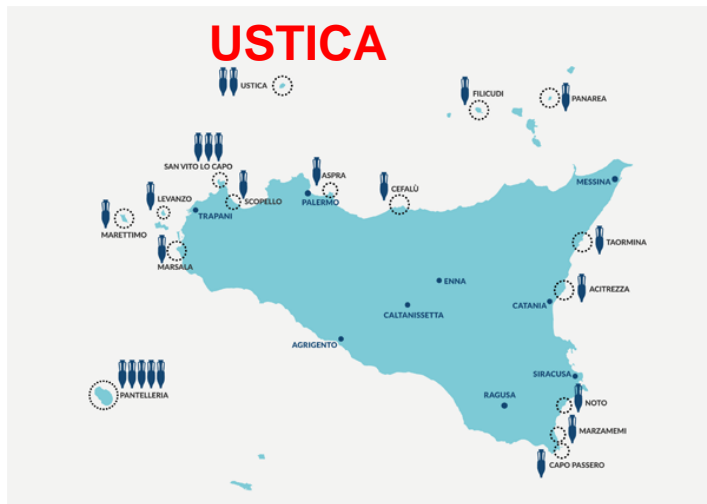 USTICA
USTICA
FILICUDI
PANAREA
SAN VITO LO CAPO
ASPRA
CEFALÙ
MESSINA
LEVANZO
SCOPELLO
PALERMO
TRAPANI
MARETTIMO
TAORMINA
MARSALA
ENNA
ACITREZZA
CATANIA
CALTANISSETTA
AGRIGENTO
SIRACUSA
PANTELLERIA
RAGUSA
NOTO
MARZAMEMI
CAPO PASSERO